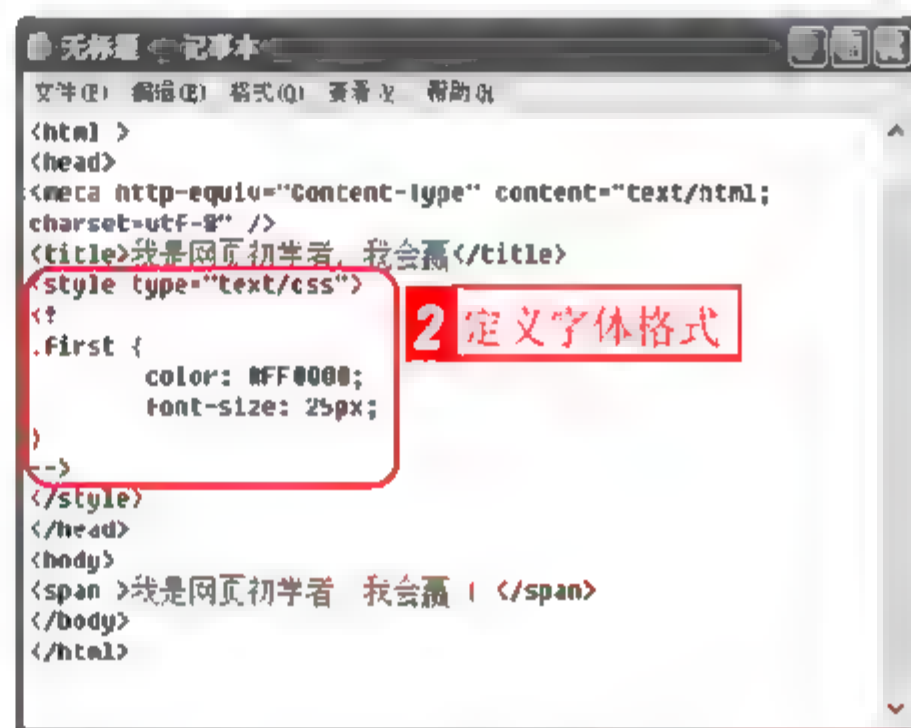 无标题 - 记事本
文件(F) 编辑(E) 格式(O) 查看 V 帮助(H)
<html >
<head>
<meta http-equiv="Content-Type" content="text/html;
charset=utf-8" />
<title>我是网页初学者，我会赢</title>
<style type="text/css">
<!
.first {
color: #FF0000;
font-size: 25px;
}
-->
</style>
</head>
<body>
<span >我是网页初学者 我会赢！</span>
</body>
</html>
2 定义字体格式